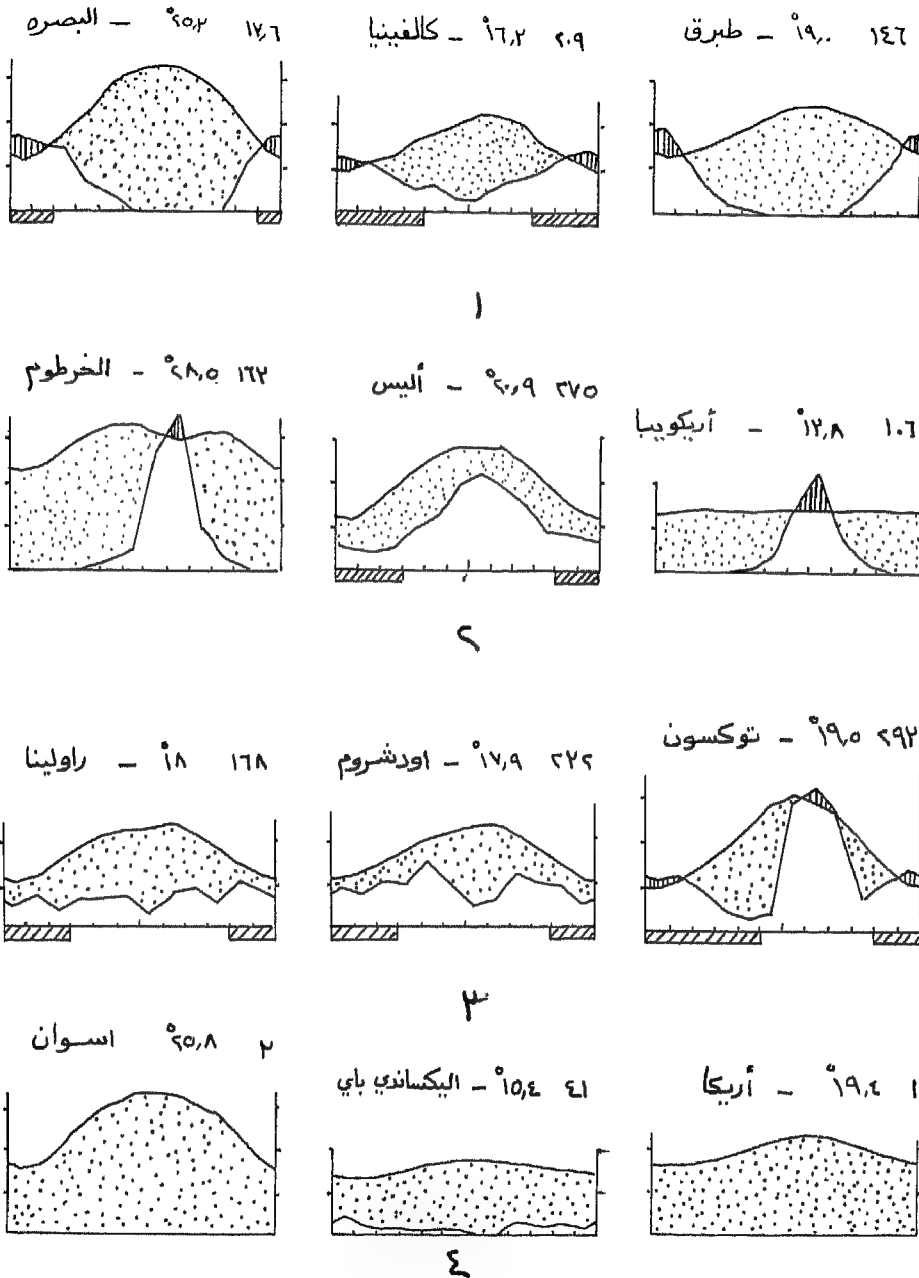 ١٤٦ ١٩,٠° – طبرق
٢٠٩ ١٦,٢° – كالفينيا
١٧,٦ ٢٥,٢° – البصره
١
١٠٦ ١٢,٨° – أريكويبا
٢٧٥ ٢٠,٩° – أليس
١٦٢ ٢٨,٥° – الخرطوم
٢
٢٩٢ ١٩,٥° – توكسون
٢٢٢ ١٧,٩° – اودشروم
١٦٨ ١٨° – راولينا
٣
١ ١٩,٤° – أريكا
٤١ ١٥,٤° – اليكساندي باي
٢ ٢٥,٨° اسوان
٤